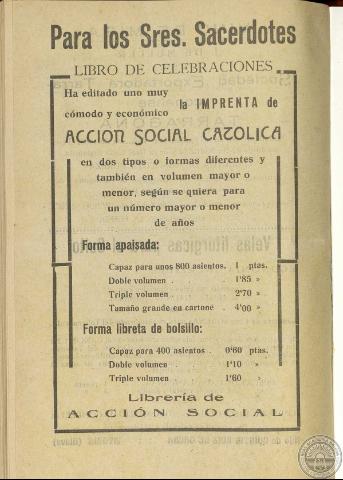 Para los Sres. Sacerdotes
LIBRO DE CELEBRACIONES
Ha editado uno muy
cómodo y económico la IMPRENTA de
ACCION SOCIAL CATOLICA
en dos tipos o formas diferentes y
también en volumen mayor o
menor, según se quiera para
un número mayor o menor
de años
Forma apaisada:
Capaz para unos 800 asientos. 1 ptas.
Doble volumen . 1'85 »
Triple volumen . 2'70 »
Tamaño grande en cartoné . 4'00 »
Forma libreta de bolsillo:
Capaz para 400 asientos . 0'60 ptas.
Doble volumen . 1'10 »
Triple volumen . 1'60 »
Librería de
ACCIÓN SOCIAL